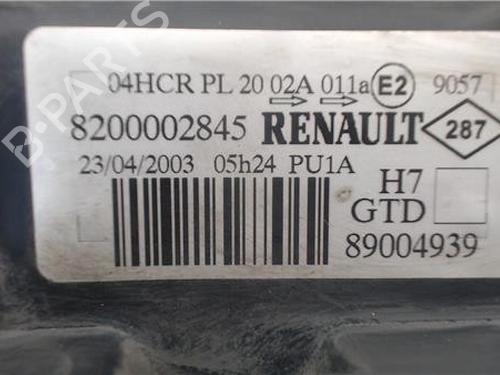 B-PARTS
04HCR PL 20 02A 011a E2 9057
8200002845 RENAULT 287
23/04/2003 05h24 PU1A
H7
GTD
89004939